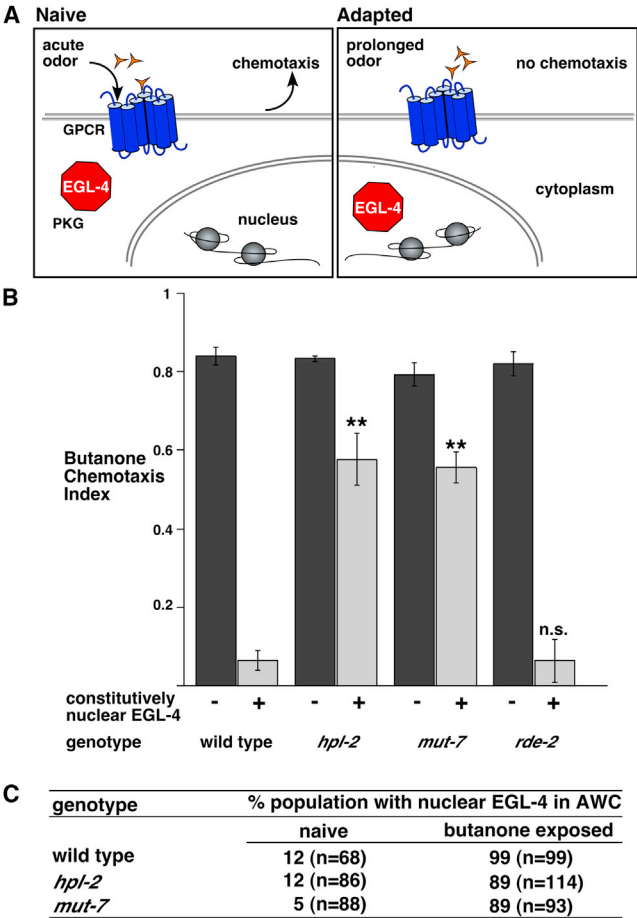 A Naive Adapted
acute
odor
chemotaxis
GPCR
EGL-4
PKG
nucleus
prolonged
odor
no chemotaxis
EGL-4
cytoplasm
B
1
0.8
0.6
0.4
0.2
Butanone
Chemotaxis
Index
**
**
n.s.
constitutively
nuclear EGL-4
- + - + - + - +
genotype wild type hpl-2 mut-7 rde-2
C
genotype % population with nuclear EGL-4 in AWC
naive butanone exposed
wild type 12 (n=68) 99 (n=99)
hpl-2 12 (n=86) 89 (n=114)
mut-7 5 (n=88) 89 (n=93)